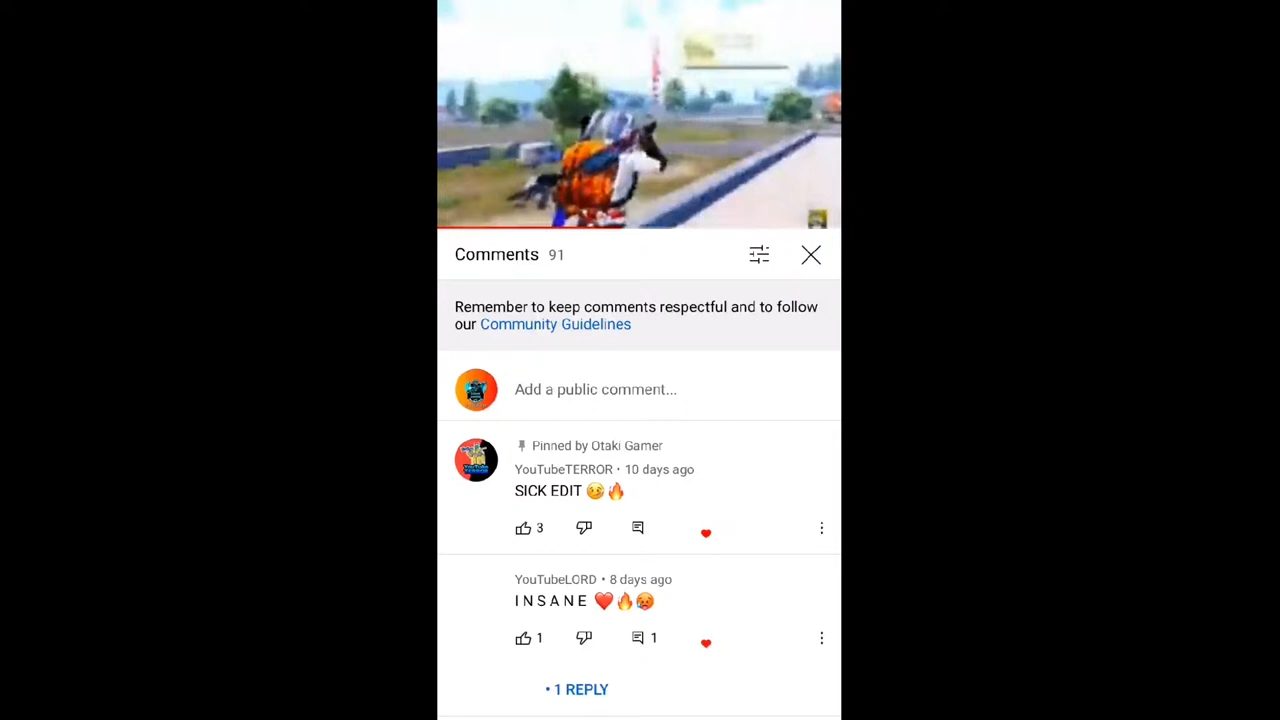 Comments 91
Remember to keep comments respectful and to follow
our Community Guidelines
Add a public comment...
Pinned by Otaki Gamer
YouTubeTERROR • 10 days ago
SICK EDIT 🤒🔥
3
YouTubeLORD • 8 days ago
I N S A N E ❤️🔥🥵
1 1
• 1 REPLY